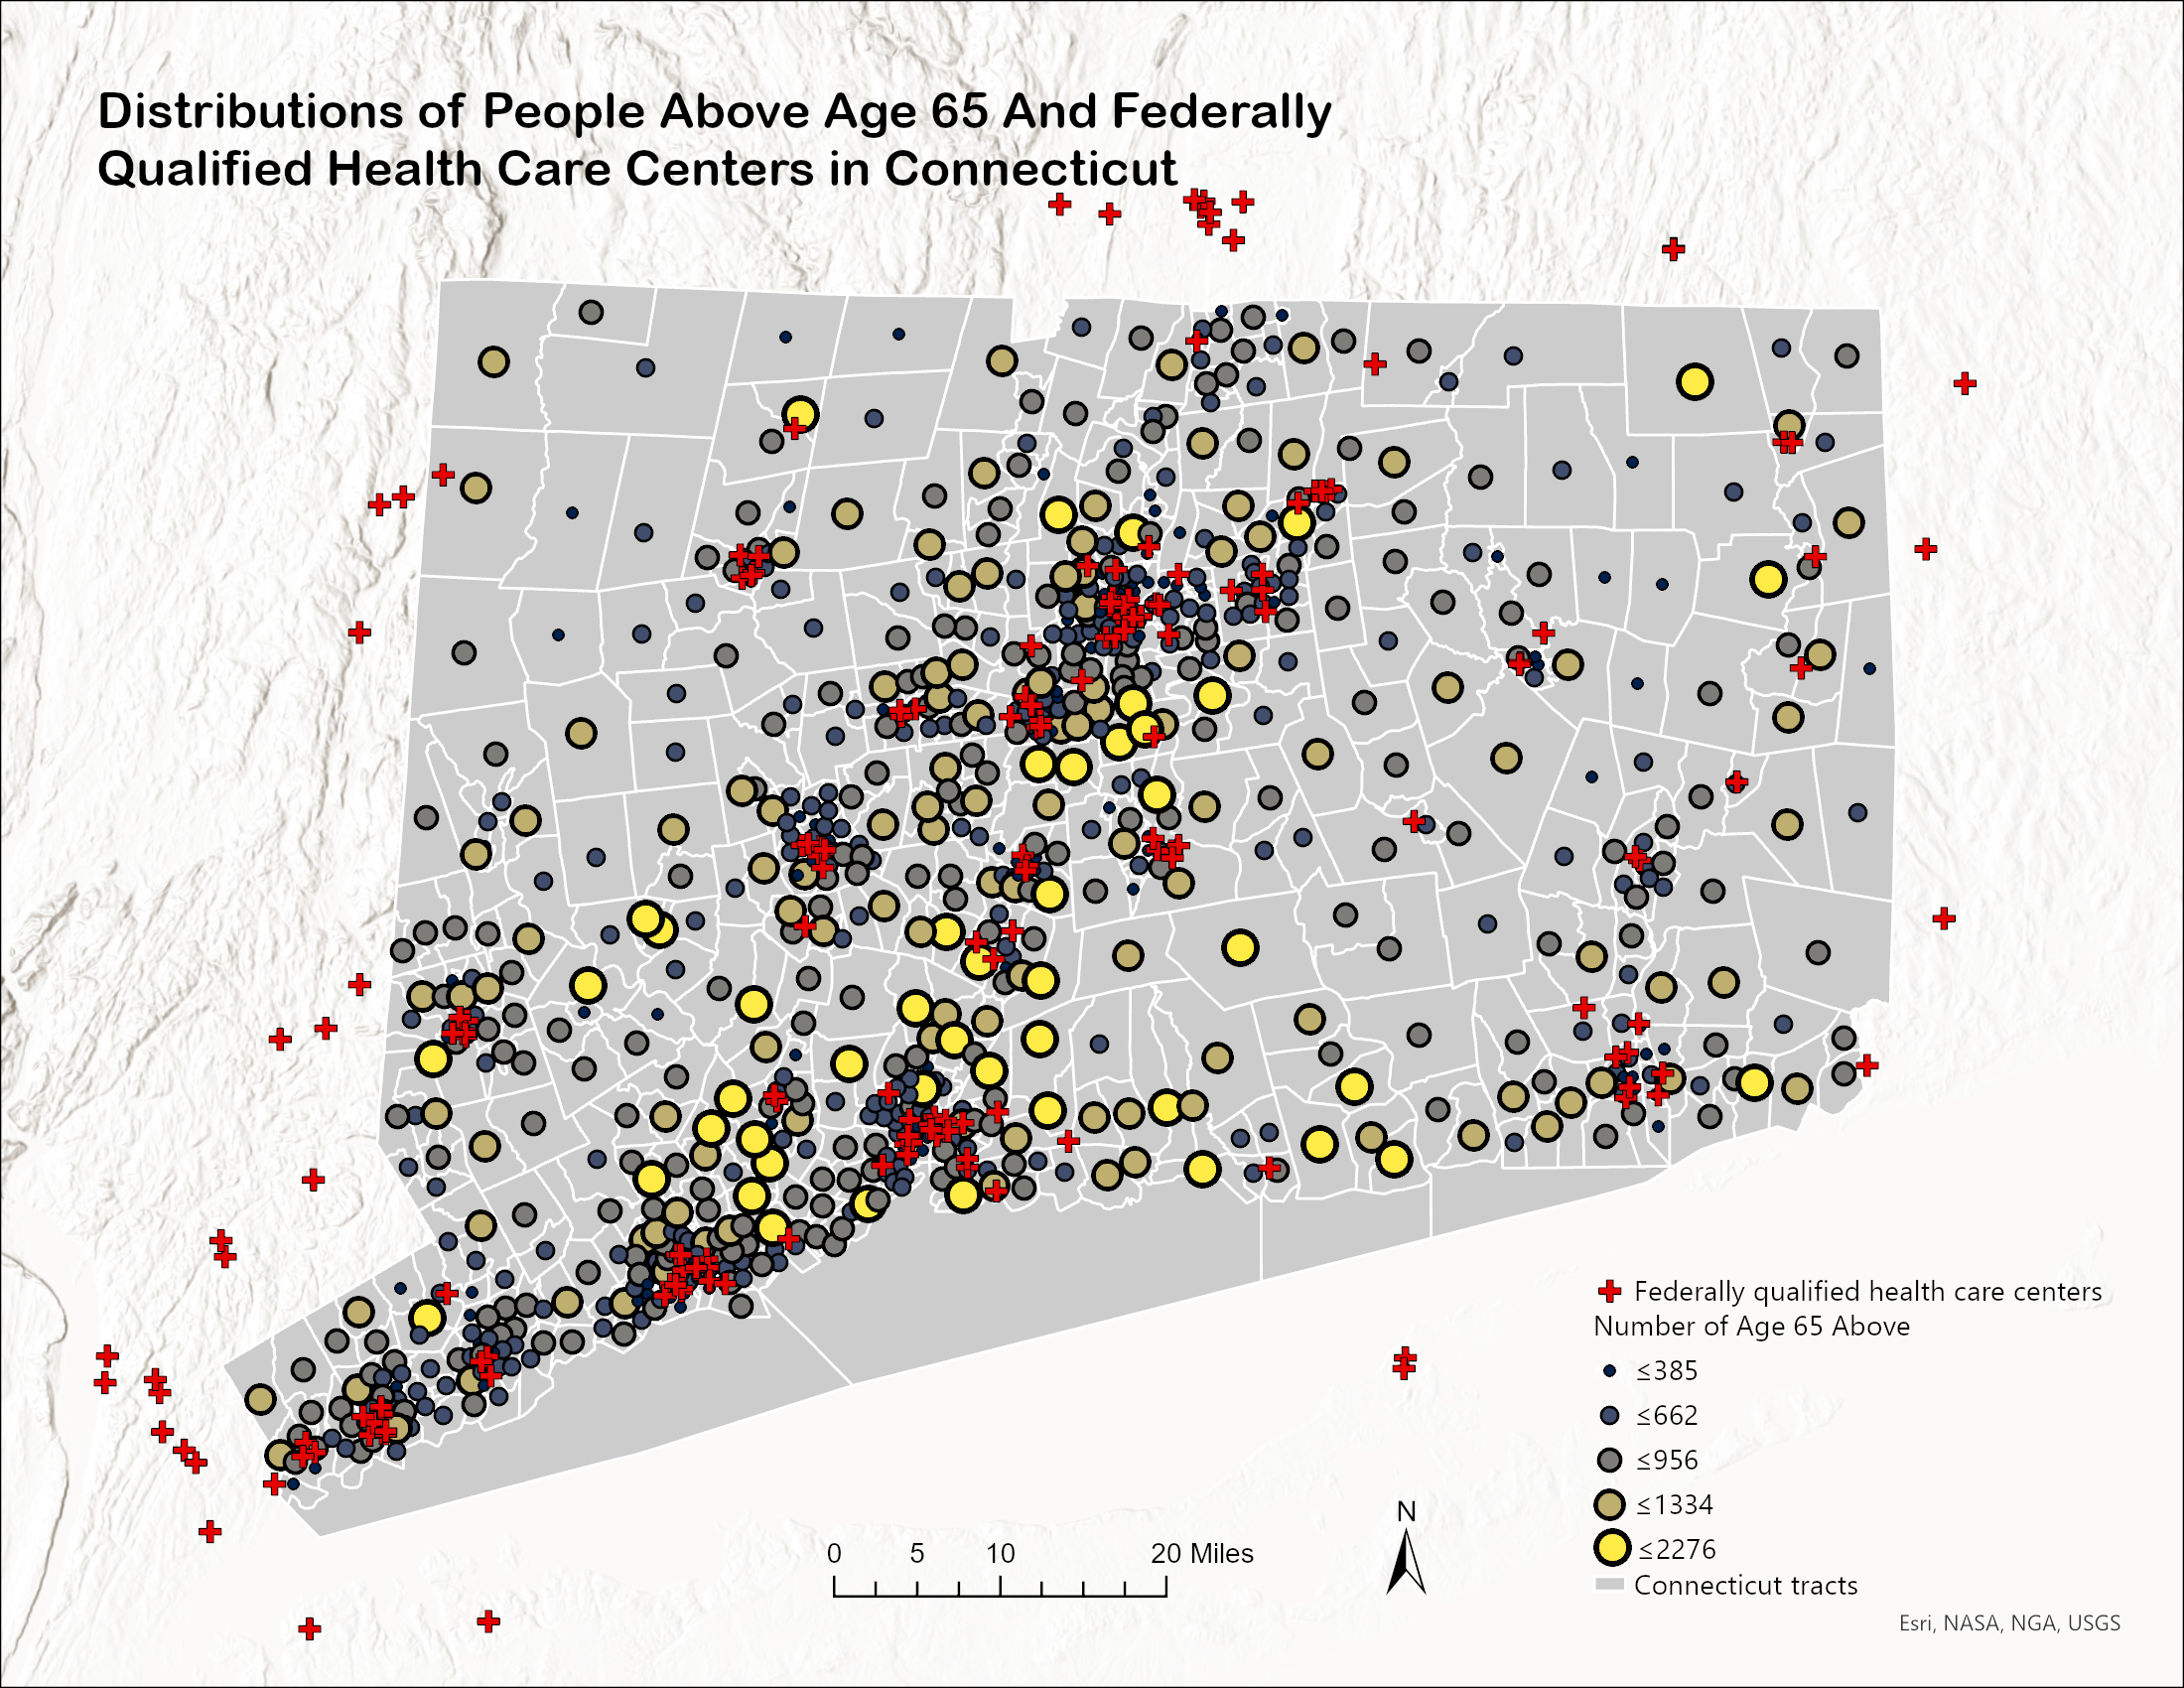 Distributions of People Above Age 65 And Federally
Qualified Health Care Centers in Connecticut
Federally qualified health care centers
Number of Age 65 Above
≤385
≤662
≤956
≤1334
≤2276
Connecticut tracts
N
0 5 10 20 Miles
Esri, NASA, NGA, USGS